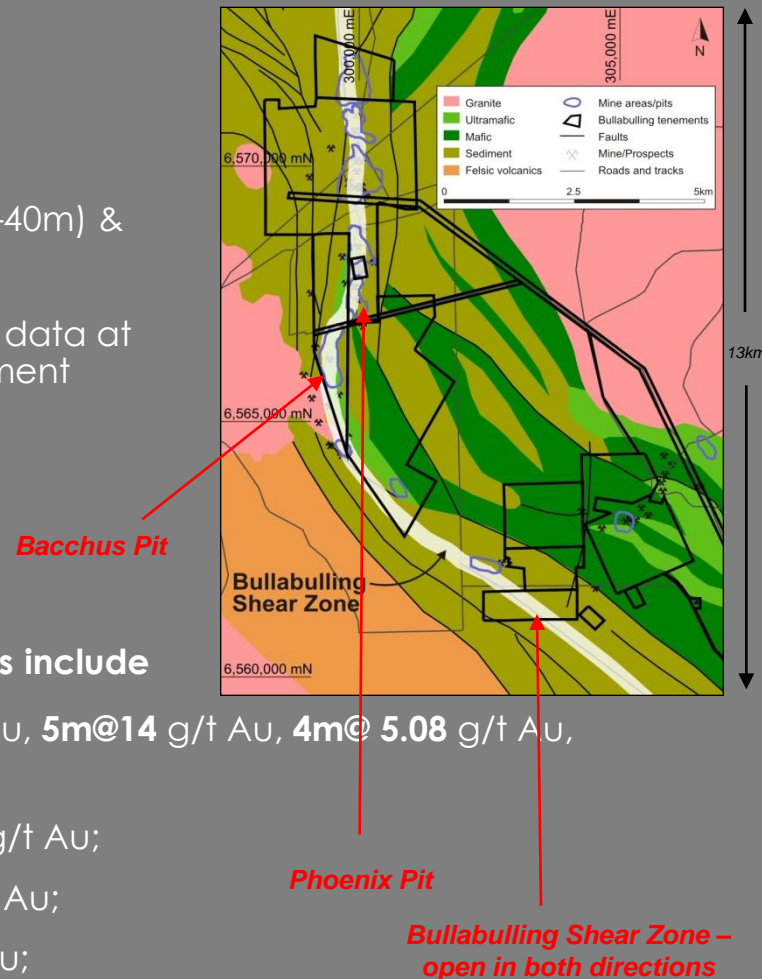 300,000 mE
305,000 mE
N
Granite
Ultramafic
Mafic
Sediment
Felsic volcanics
Mine areas/pits
Bullabulling tenements
Faults
Mine/Prospects
Roads and tracks
0 2.5 5km
6,570,000 mN
-40m) &
data at
ment
13km
6,565,000 mN
Bacchus Pit
Bullabulling
Shear Zone
6,560,000 mN
s include
u, 5m@14 g/t Au, 4m@ 5.08 g/t Au,
g/t Au;
Phoenix Pit
Au;
Bullabulling Shear Zone –
open in both directions
u;